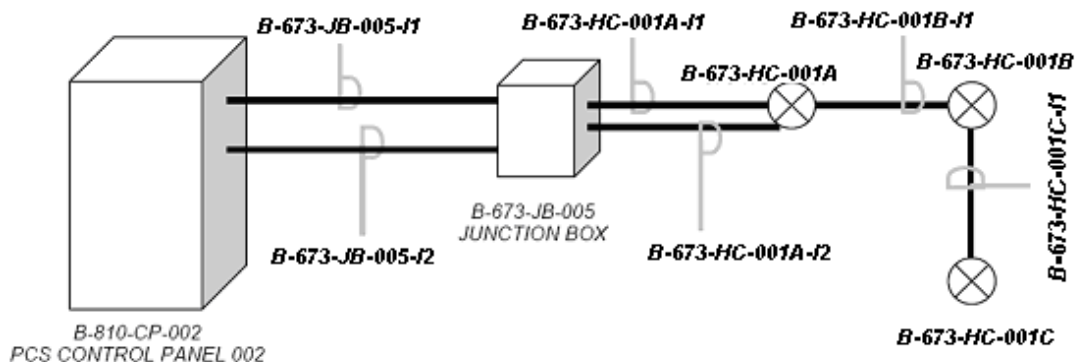 B-673-JB-005-I1
B-673-HC-001A-I1
B-673-HC-001B-I1
B-673-HC-001A
B-673-HC-001B
B-673-HC-001C-I1
B-673-JB-005
JUNCTION BOX
B-673-JB-005-I2
B-673-HC-001A-I2
B-810-CP-002
PCS CONTROL PANEL 002
B-673-HC-001C